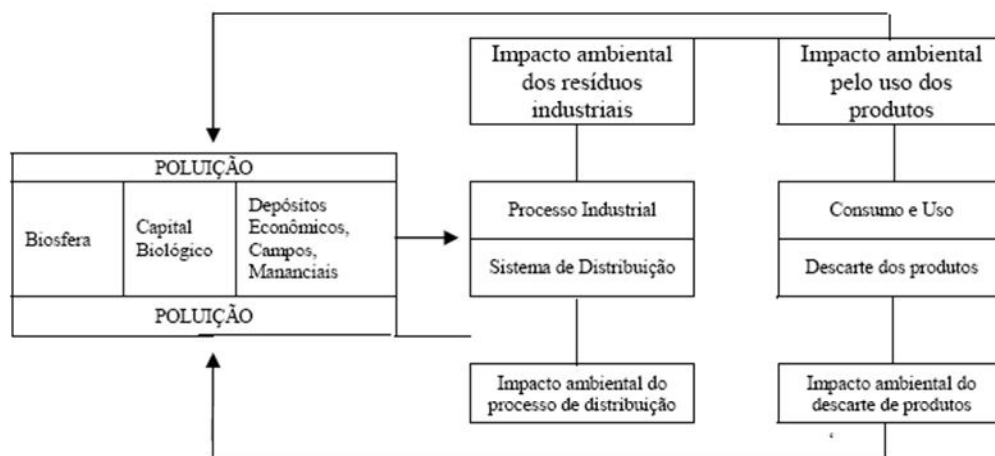 Impacto ambiental
dos resíduos
industriais
Impacto ambiental
pelo uso dos
produtos
POLUIÇÃO
Biosfera
Capital
Biológico
Depósitos
Econômicos,
Campos,
Mananciais
POLUIÇÃO
Processo Industrial
Sistema de Distribuição
Consumo e Uso
Descarte dos produtos
Impacto ambiental do
processo de distribuição
Impacto ambiental do
descarte de produtos